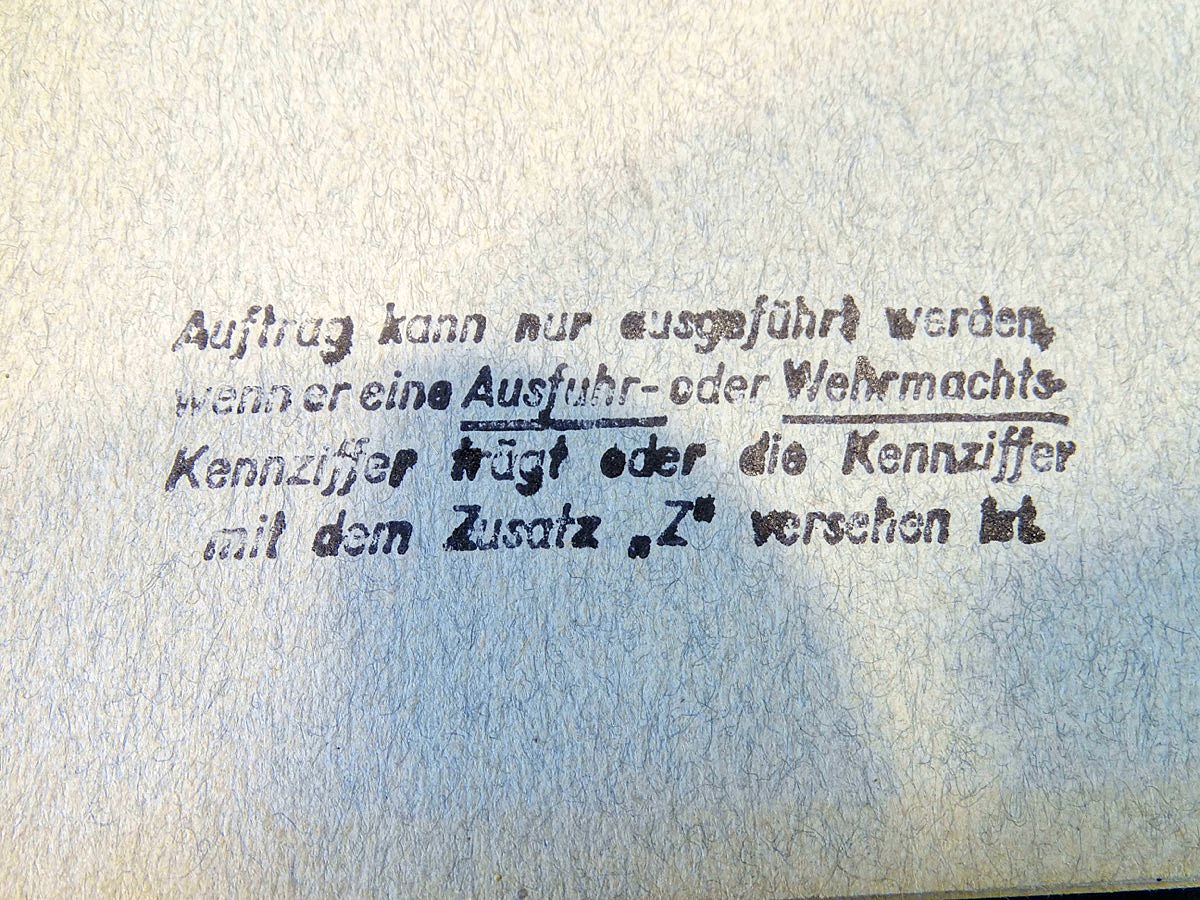 Auftrag kann nur ausgeführt werden,
wenn er eine Ausfuhr- oder Wehrmachts-
Kennziffer trägt oder die Kennziffer
mit dem Zusatz „Z" versehen ist.